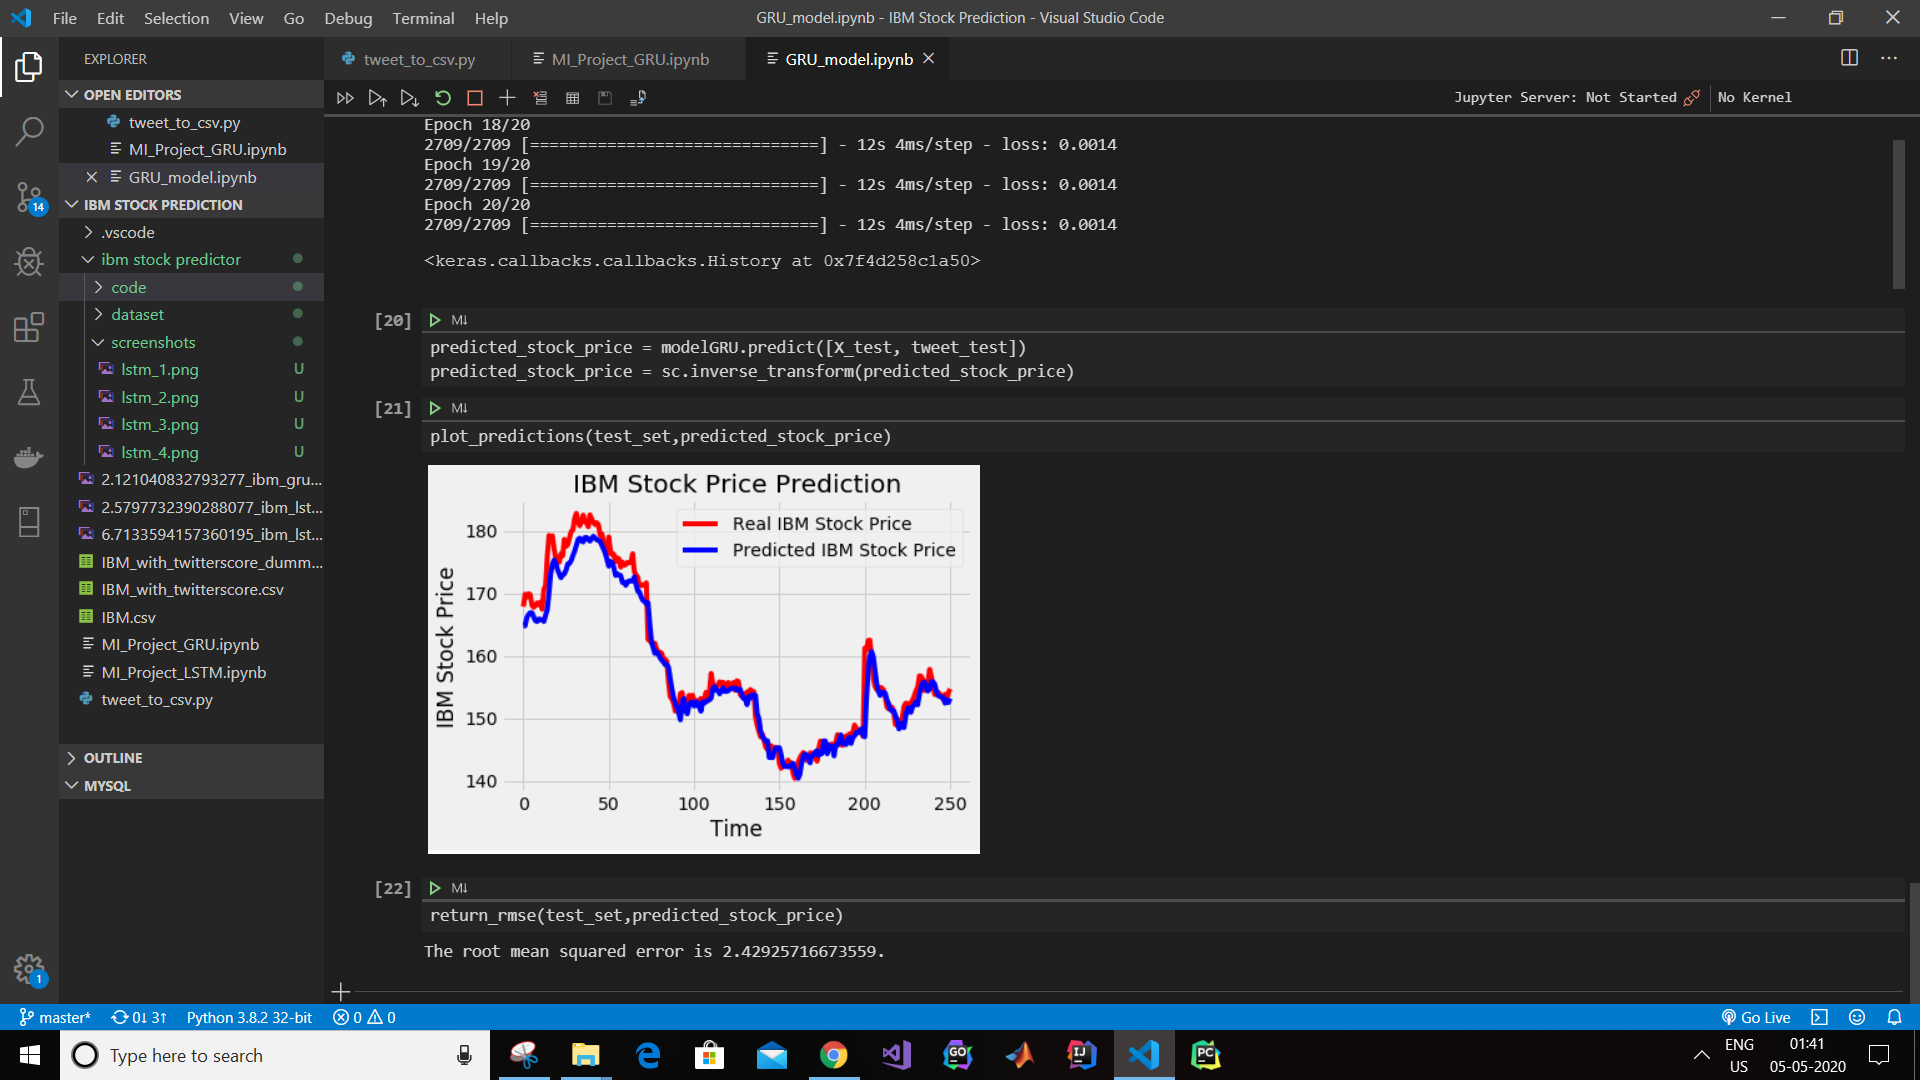 File Edit Selection View Go Debug Terminal Help
GRU_model.ipynb - IBM Stock Prediction - Visual Studio Code
EXPLORER
tweet_to_csv.py
MI_Project_GRU.ipynb
GRU_model.ipynb
OPEN EDITORS
tweet_to_csv.py
MI_Project_GRU.ipynb
GRU_model.ipynb
14
IBM STOCK PREDICTION
.vscode
ibm stock predictor
code
dataset
screenshots
lstm_1.png U
lstm_2.png U
lstm_3.png U
lstm_4.png U
2.121040832793277_ibm_gru...
2.5797732390288077_ibm_lst...
6.7133594157360195_ibm_lst...
IBM_with_twitterscore_dumm...
IBM_with_twitterscore.csv
IBM.csv
MI_Project_GRU.ipynb
MI_Project_LSTM.ipynb
tweet_to_csv.py
OUTLINE
MYSQL
1
Jupyter Server: Not Started
No Kernel
Epoch 18/20
2709/2709 [==============================] - 12s 4ms/step - loss: 0.0014
Epoch 19/20
2709/2709 [==============================] - 12s 4ms/step - loss: 0.0014
Epoch 20/20
2709/2709 [==============================] - 12s 4ms/step - loss: 0.0014
<keras.callbacks.callbacks.History at 0x7f4d258c1a50>
[20] M↓
predicted_stock_price = modelGRU.predict([X_test, tweet_test])
predicted_stock_price = sc.inverse_transform(predicted_stock_price)
[21] M↓
plot_predictions(test_set,predicted_stock_price)
IBM Stock Price Prediction
Real IBM Stock Price
Predicted IBM Stock Price
IBM Stock Price
180
170
160
150
140
0 50 100 150 200 250
Time
[22] M↓
return_rmse(test_set,predicted_stock_price)
The root mean squared error is 2.42925716673559.
master* 0↓ 3↑ Python 3.8.2 32-bit 0 0
Go Live
Type here to search
GO
IJ
PC
ENG
US
01:41
05-05-2020